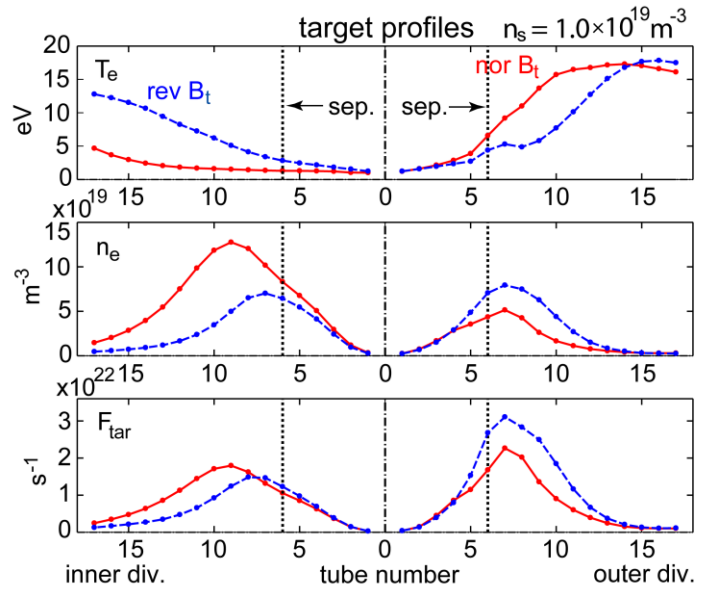 target profiles n_s = 1.0×10^19 m^-3
20
15
10
5
0
eV
T_e
rev B_t
sep.
sep.
nor B_t
15 10 5 0 5 10 15
×10^19
15
10
5
0
m^-3
n_e
15 10 5 0 5 10 15
×10^22
3
2
1
0
s^-1
F_tar
15 10 5 0 5 10 15
inner div. tube number outer div.